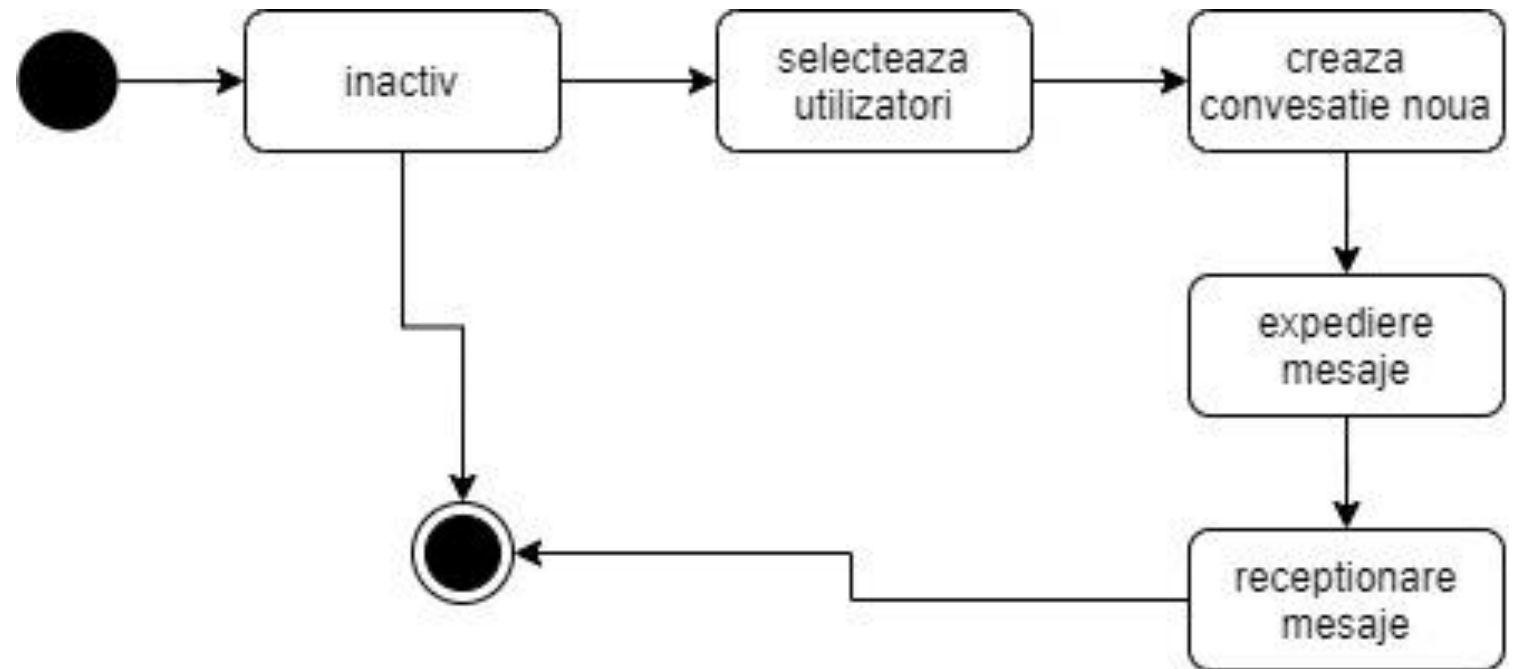 inactiv
selecteaza
utilizatori
creaza
convesatie noua
expediere
mesaje
receptionare
mesaje